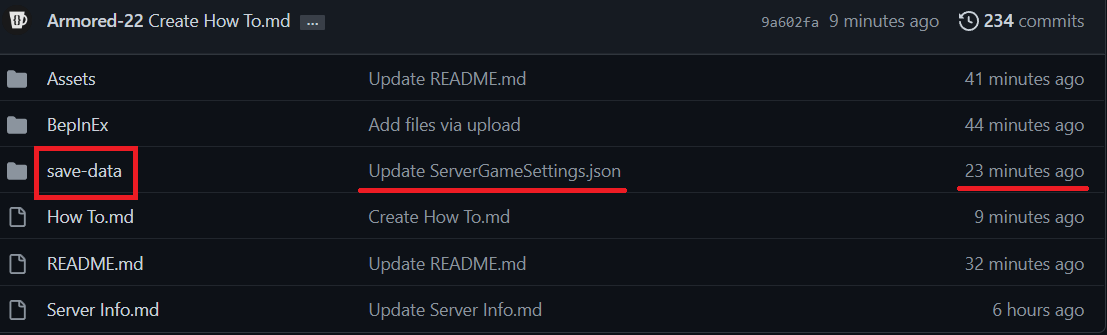 Armored-22 Create How To.md ... 9a602fa 9 minutes ago 234 commits
Assets Update README.md 41 minutes ago
BepInEx Add files via upload 44 minutes ago
save-data Update ServerGameSettings.json 23 minutes ago
How To.md Create How To.md 9 minutes ago
README.md Update README.md 32 minutes ago
Server Info.md Update Server Info.md 6 hours ago